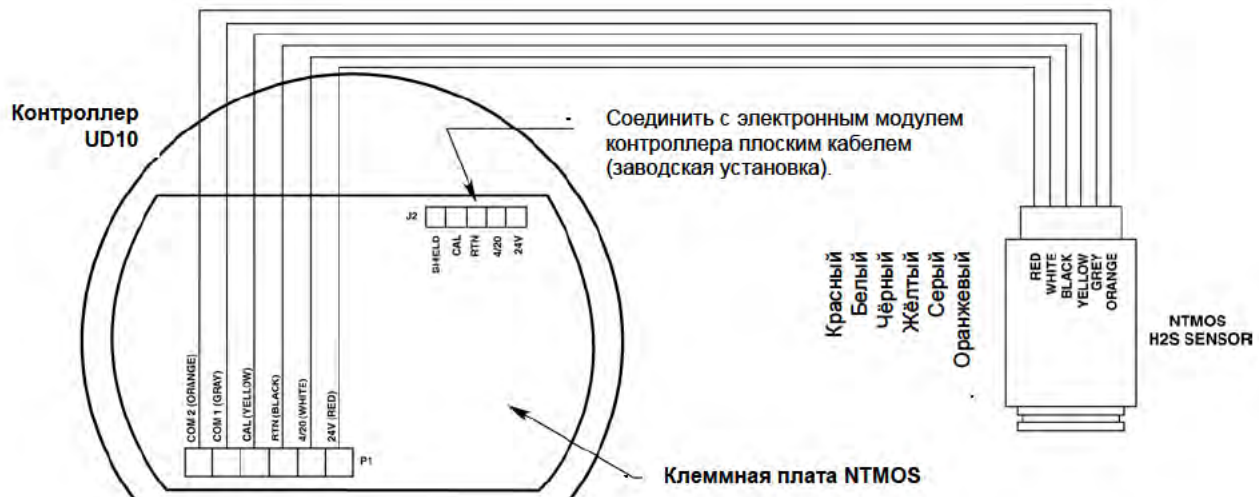 Контроллер
UD10
Соединить с электронным модулем
контроллера плоским кабелем
(заводская установка).
J2
SHIELD
CAL
RTN
4/20
24V
Красный
Белый
Чёрный
Жёлтый
Серый
Оранжевый
RED
WHITE
BLACK
YELLOW
GREY
ORANGE
NTMOS
H2S SENSOR
COM 2 (ORANGE)
COM 1 (GRAY)
CAL (YELLOW)
RTN (BLACK)
4/20 (WHITE)
24V (RED)
P1
Клеммная плата NTMOS